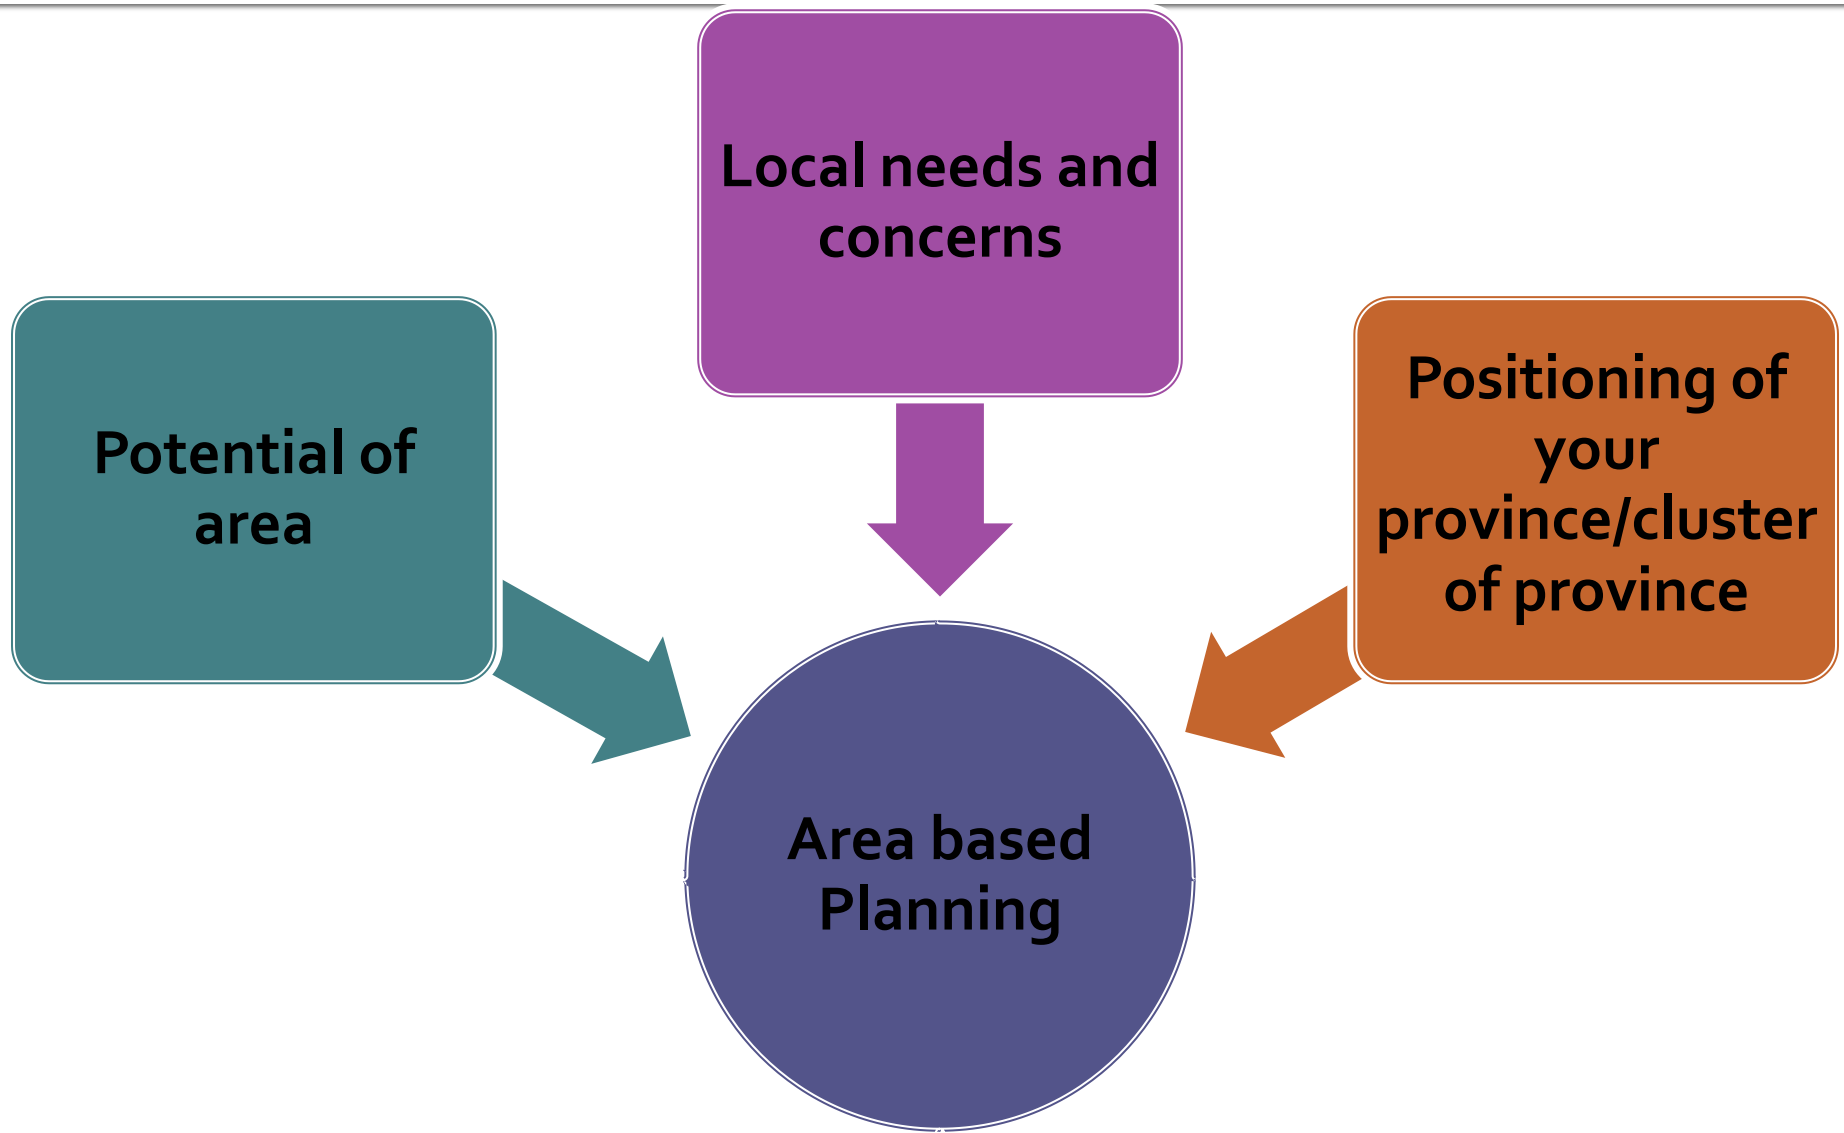 Local needs and
concerns
Potential of
area
Positioning of
your
province/cluster
of province
Area based
Planning